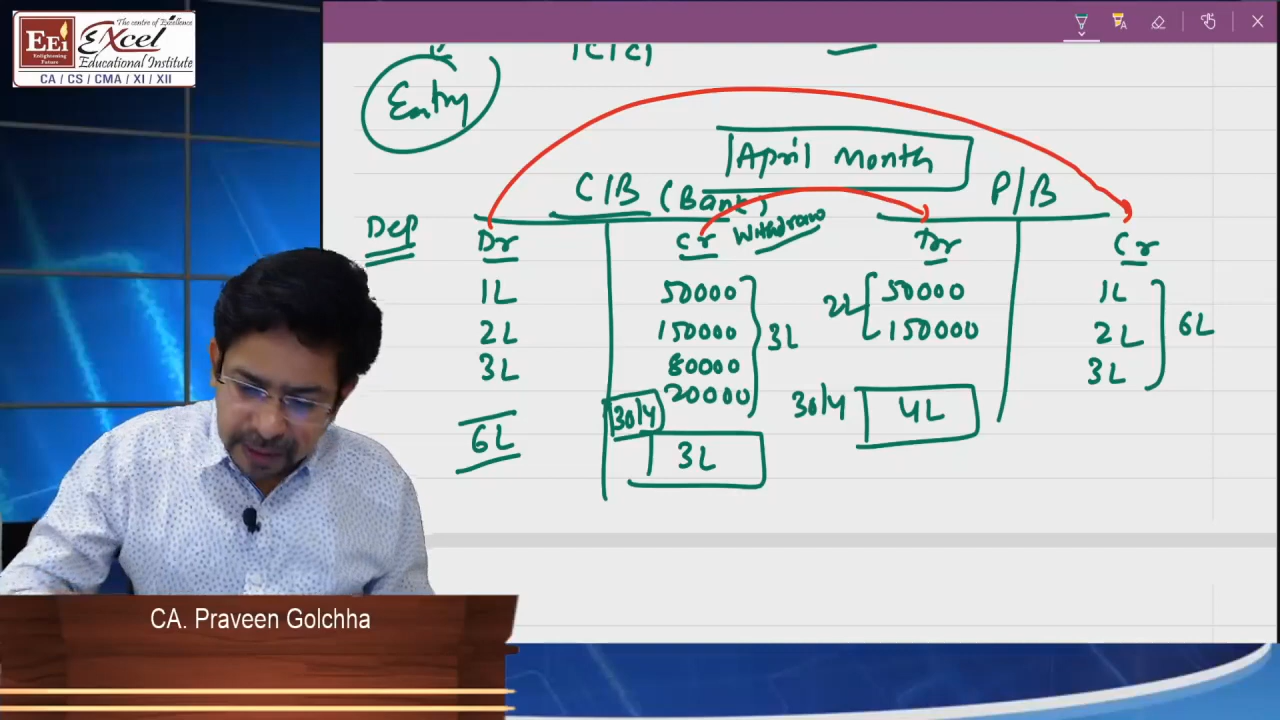 The centre of Excellence
EEi
Enlightening
Future
EXcel
Educational Institute
CA / CS / CMA / XI / XII
Entry
April Month
C/B (Bank)
P/B
Dep
Dr
Cr
Withdrawn
Dr
Cr
1L
50000
50000
1L
2L
150000
3L
2L
150000
2L
6L
3L
80000
3L
20000
30/4
30/4
4L
6L
3L
CA. Praveen Golchha